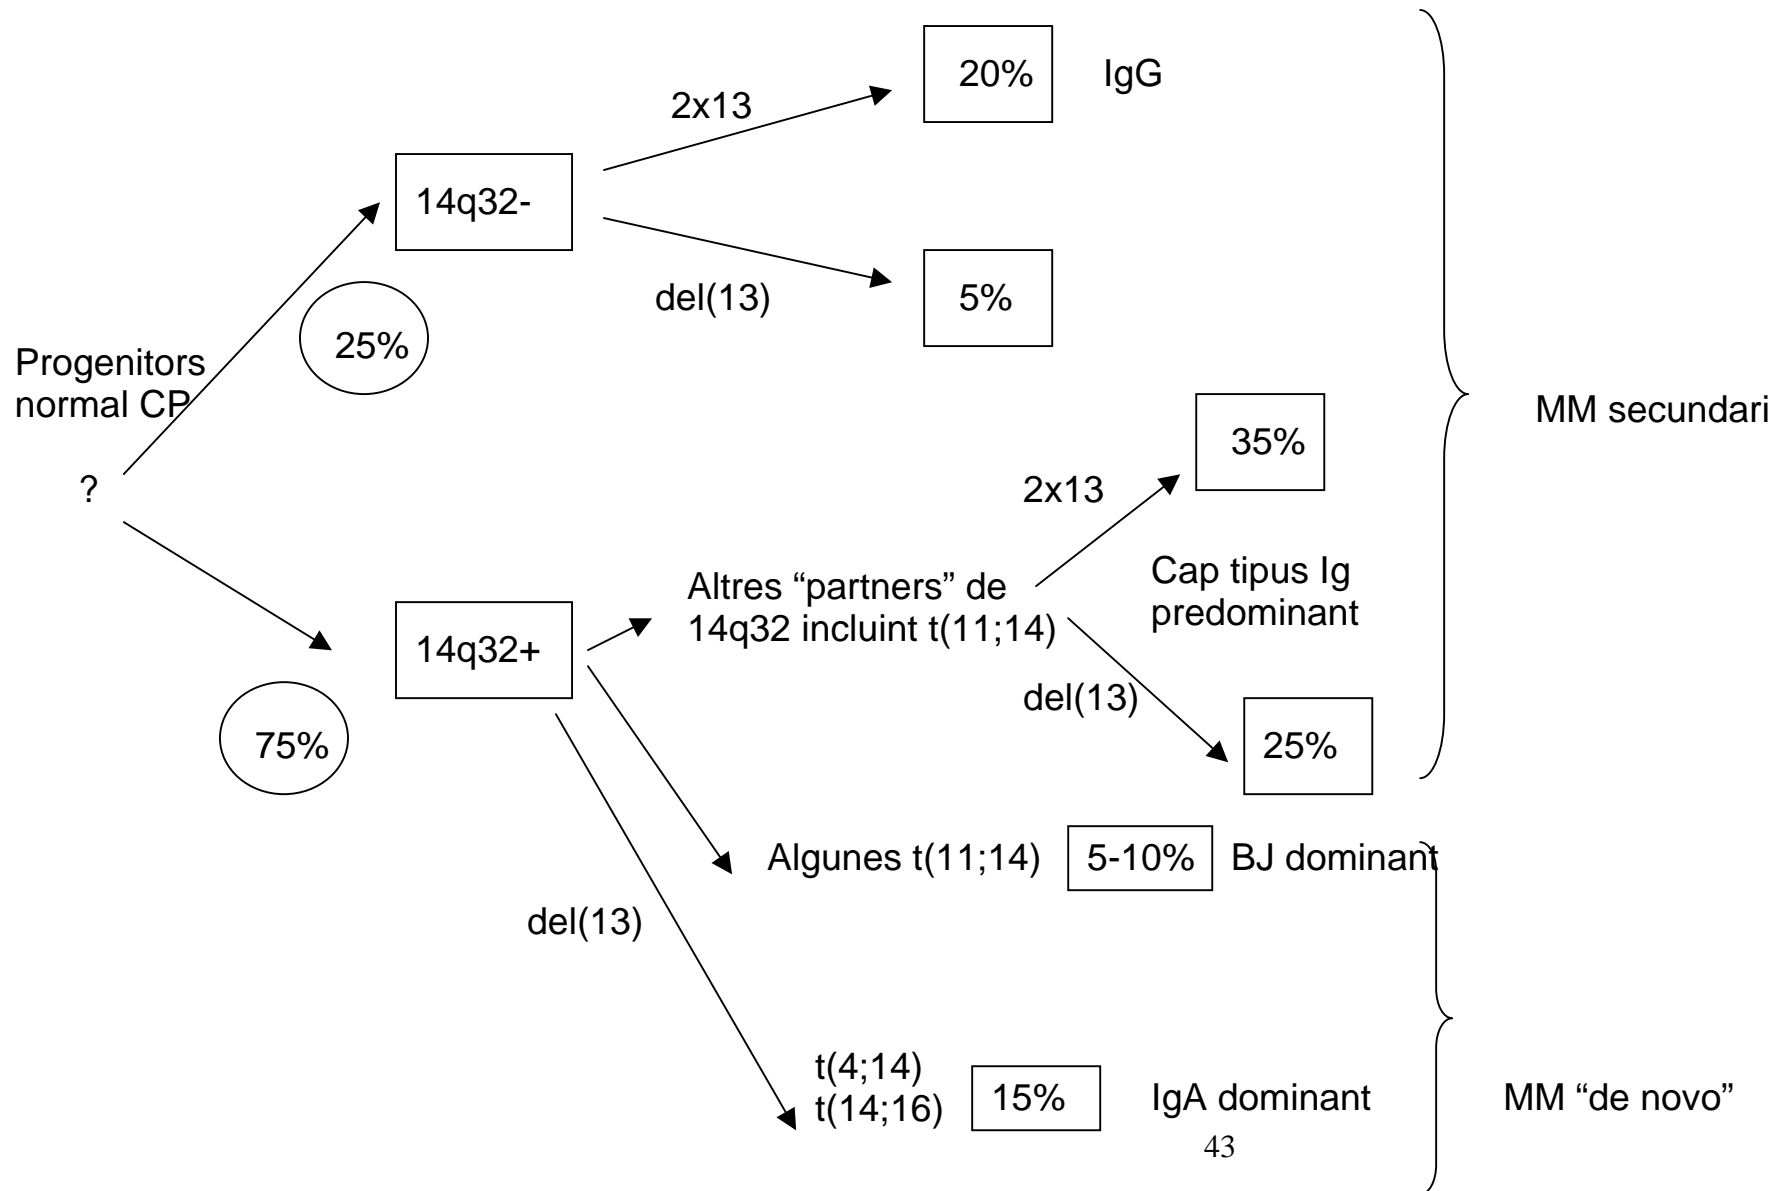 20%
IgG
2x13
14q32-
del(13)
5%
25%
Progenitors
normal CP
?
MM secundari
35%
2x13
Altres “partners” de
14q32 incluint t(11;14)
Cap tipus Ig
predominant
14q32+
del(13)
75%
25%
Algunes t(11;14)
5-10%
BJ dominant
del(13)
t(4;14)
t(14;16)
15%
IgA dominant
MM “de novo”
43